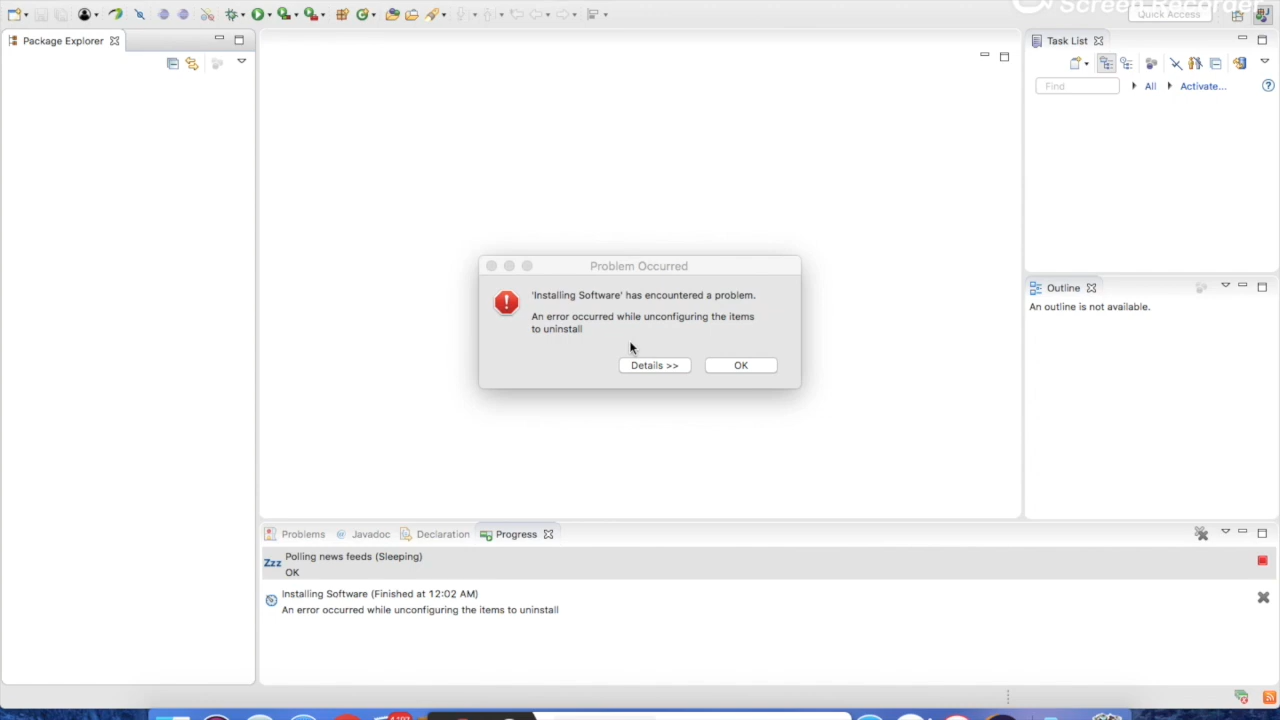 Screen Recorder
Quick Access
Package Explorer
Task List
Find
All
Activate...
Problem Occurred
'Installing Software' has encountered a problem.
An error occurred while unconfiguring the items
to uninstall
Details >>
OK
Outline
An outline is not available.
Problems
Javadoc
Declaration
Progress
Zzz
Polling news feeds (Sleeping)
OK
Installing Software (Finished at 12:02 AM)
An error occurred while unconfiguring the items to uninstall